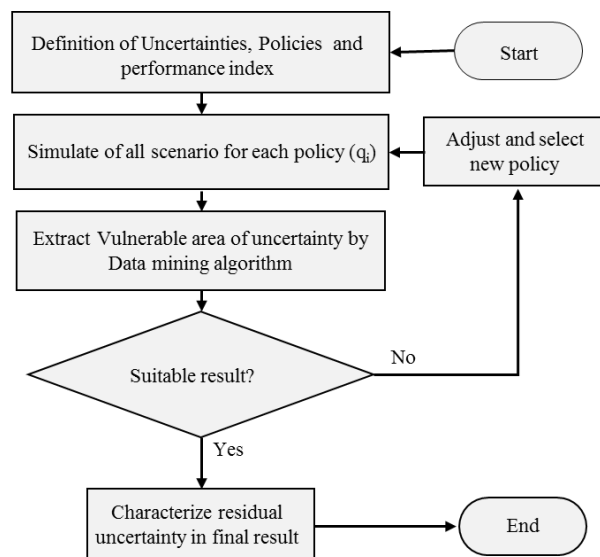 Start
Definition of Uncertainties, Policies and
performance index
Simulate of all scenario for each policy (qi)
Adjust and select
new policy
Extract Vulnerable area of uncertainty by
Data mining algorithm
Suitable result?
No
Yes
Characterize residual
uncertainty in final result
End